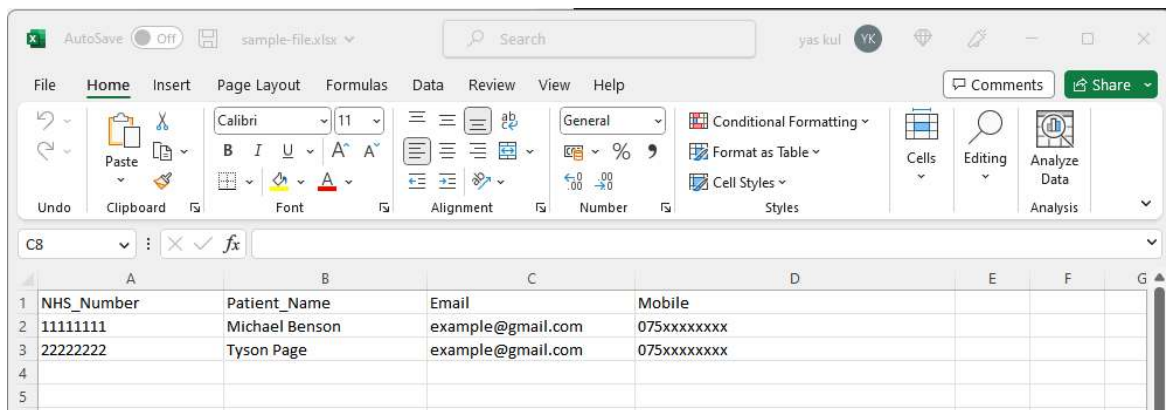 AutoSave Off sample-file.xlsx Search yas kul YK
File Home Insert Page Layout Formulas Data Review View Help Comments Share
Calibri 11 General Conditional Formatting
Paste B I U A A % Format as Table Cells Editing Analyze Data
A Cell Styles
Undo Clipboard Font Alignment Number Styles Analysis
C8 fx
A B C D E F G
1 NHS_Number Patient_Name Email Mobile
2 11111111 Michael Benson example@gmail.com 075xxxxxxxx
3 22222222 Tyson Page example@gmail.com 075xxxxxxxx
4
5